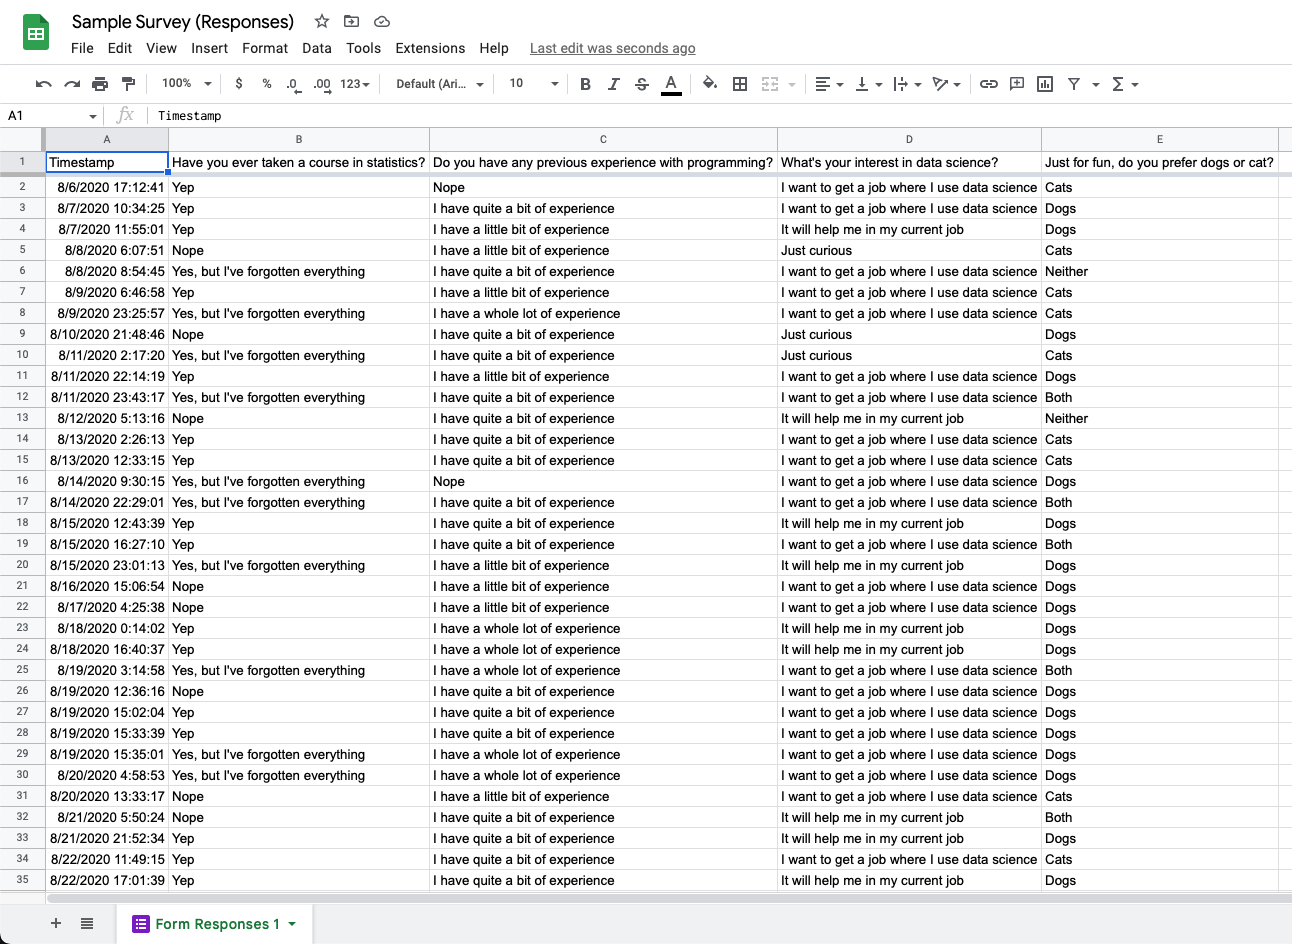 Sample Survey (Responses)
File Edit View Insert Format Data Tools Extensions Help Last edit was seconds ago
100% $ % .0 .00 123 Default (Ari... 10 B I S A
A1 fx Timestamp
A B C D E
1 Timestamp Have you ever taken a course in statistics? Do you have any previous experience with programming? What's your interest in data science? Just for fun, do you prefer dogs or cat?
2 8/6/2020 17:12:41 Yep Nope I want to get a job where I use data science Cats
3 8/7/2020 10:34:25 Yep I have quite a bit of experience I want to get a job where I use data science Dogs
4 8/7/2020 11:55:01 Yep I have a little bit of experience It will help me in my current job Dogs
5 8/8/2020 6:07:51 Nope I have a little bit of experience Just curious Cats
6 8/8/2020 8:54:45 Yes, but I've forgotten everything I have quite a bit of experience I want to get a job where I use data science Neither
7 8/9/2020 6:46:58 Yep I have a little bit of experience I want to get a job where I use data science Cats
8 8/9/2020 23:25:57 Yes, but I've forgotten everything I have a whole lot of experience I want to get a job where I use data science Cats
9 8/10/2020 21:48:46 Nope I have quite a bit of experience Just curious Dogs
10 8/11/2020 2:17:20 Yes, but I've forgotten everything I have quite a bit of experience Just curious Cats
11 8/11/2020 22:14:19 Yep I have a little bit of experience I want to get a job where I use data science Dogs
12 8/11/2020 23:43:17 Yes, but I've forgotten everything I have quite a bit of experience I want to get a job where I use data science Both
13 8/12/2020 5:13:16 Nope I have quite a bit of experience It will help me in my current job Neither
14 8/13/2020 2:26:13 Yep I have quite a bit of experience I want to get a job where I use data science Cats
15 8/13/2020 12:33:15 Yep I have quite a bit of experience I want to get a job where I use data science Cats
16 8/14/2020 9:30:15 Yes, but I've forgotten everything Nope I want to get a job where I use data science Dogs
17 8/14/2020 22:29:01 Yes, but I've forgotten everything I have quite a bit of experience I want to get a job where I use data science Both
18 8/15/2020 12:43:39 Yep I have quite a bit of experience It will help me in my current job Dogs
19 8/15/2020 16:27:10 Yep I have quite a bit of experience I want to get a job where I use data science Both
20 8/15/2020 23:01:13 Yes, but I've forgotten everything I have a little bit of experience It will help me in my current job Dogs
21 8/16/2020 15:06:54 Nope I have a little bit of experience I want to get a job where I use data science Dogs
22 8/17/2020 4:25:38 Nope I have a little bit of experience I want to get a job where I use data science Dogs
23 8/18/2020 0:14:02 Yep I have a whole lot of experience It will help me in my current job Dogs
24 8/18/2020 16:40:37 Yep I have a whole lot of experience It will help me in my current job Dogs
25 8/19/2020 3:14:58 Yes, but I've forgotten everything I have a whole lot of experience I want to get a job where I use data science Both
26 8/19/2020 12:36:16 Nope I have quite a bit of experience I want to get a job where I use data science Dogs
27 8/19/2020 15:02:04 Yep I have quite a bit of experience I want to get a job where I use data science Dogs
28 8/19/2020 15:33:39 Yep I have quite a bit of experience I want to get a job where I use data science Dogs
29 8/19/2020 15:35:01 Yes, but I've forgotten everything I have a whole lot of experience I want to get a job where I use data science Dogs
30 8/20/2020 4:58:53 Yes, but I've forgotten everything I have a whole lot of experience I want to get a job where I use data science Dogs
31 8/20/2020 13:33:17 Nope I have a little bit of experience I want to get a job where I use data science Cats
32 8/21/2020 5:50:24 Nope I have quite a bit of experience It will help me in my current job Both
33 8/21/2020 21:52:34 Yep I have quite a bit of experience It will help me in my current job Dogs
34 8/22/2020 11:49:15 Yep I have quite a bit of experience I want to get a job where I use data science Cats
35 8/22/2020 17:01:39 Yep I have quite a bit of experience It will help me in my current job Dogs
Form Responses 1